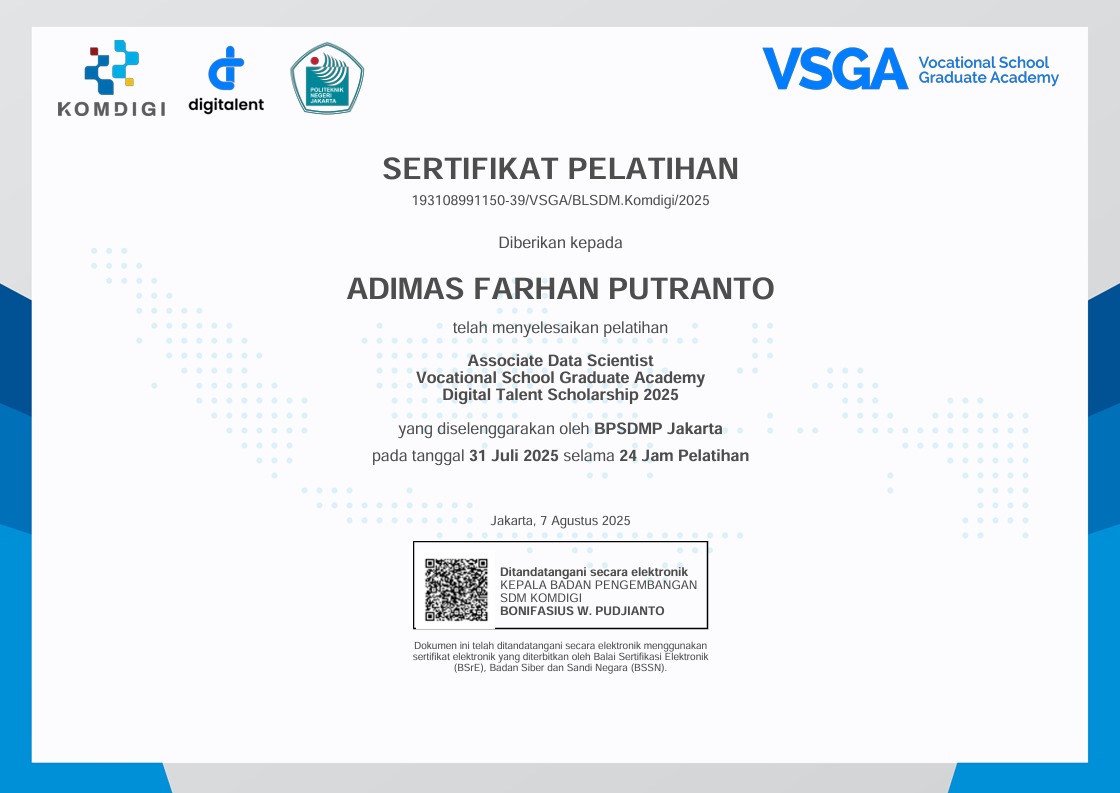 KOMDIGI
digitalent
POLITEKNIK
NEGERI
JAKARTA
VSGA
Vocational School
Graduate Academy
SERTIFIKAT PELATIHAN
193108991150-39/VSGA/BLSDM.Komdigi/2025
Diberikan kepada
ADIMAS FARHAN PUTRANTO
telah menyelesaikan pelatihan
Associate Data Scientist
Vocational School Graduate Academy
Digital Talent Scholarship 2025
yang diselenggarakan oleh BPSDMP Jakarta
pada tanggal 31 Juli 2025 selama 24 Jam Pelatihan
Jakarta, 7 Agustus 2025
Ditandatangani secara elektronik
KEPALA BADAN PENGEMBANGAN
SDM KOMDIGI
BONIFASIUS W. PUDJIANTO
Dokumen ini telah ditandatangani secara elektronik menggunakan
sertifikat elektronik yang diterbitkan oleh Balai Sertifikasi Elektronik
(BSrE), Badan Siber dan Sandi Negara (BSSN).